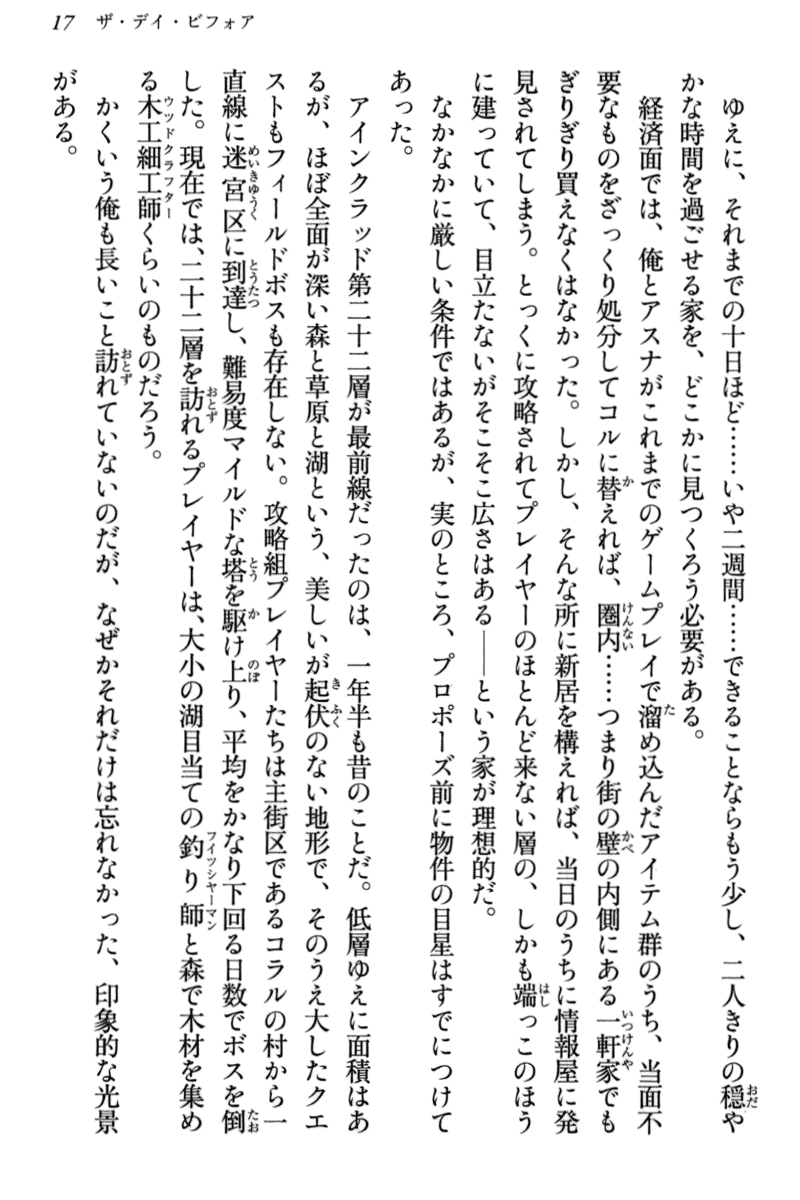 17 ザ・デイ・ビフォア
　ゆえに、それまでの十日ほど……いや二週間……できることならもう少し、二人きりの穏や
かな時間を過ごせる家を、どこかに見つくろう必要がある。
　経済面では、俺とアスナがこれまでのゲームプレイで溜め込んだアイテム群のうち、当面不
要なものをざっくり処分してコルに替えれば、圏内……つまり街の壁の内側にある一軒家でも
ぎりぎり買えなくはなかった。しかし、そんな所に新居を構えれば、当日のうちに情報屋に発
見されてしまう。とっくに攻略されてプレイヤーのほとんど来ない層の、しかも端っこのほう
に建っていて、目立たないがそこそこ広さはある――という家が理想的だ。
　なかなかに厳しい条件ではあるが、実のところ、プロポーズ前に物件の目星はすでにつけて
あった。
　アインクラッド第二十二層が最前線だったのは、一年半も昔のことだ。低層ゆえに面積はあ
るが、ほぼ全面が深い森と草原と湖という、美しいが起伏のない地形で、そのうえ大したクエ
ストもフィールドボスも存在しない。攻略組プレイヤーたちは主街区であるコラルの村から一
直線に迷宮区に到達し、難易度マイルドな塔を駆け上り、平均をかなり下回る日数でボスを倒
した。現在では、二十二層を訪れるプレイヤーは、大小の湖目当ての釣り師と森で木材を集め
る木工細工師くらいのものだろう。
　かくいう俺も長いこと訪れていないのだが、なぜかそれだけは忘れなかった、印象的な光景
がある。